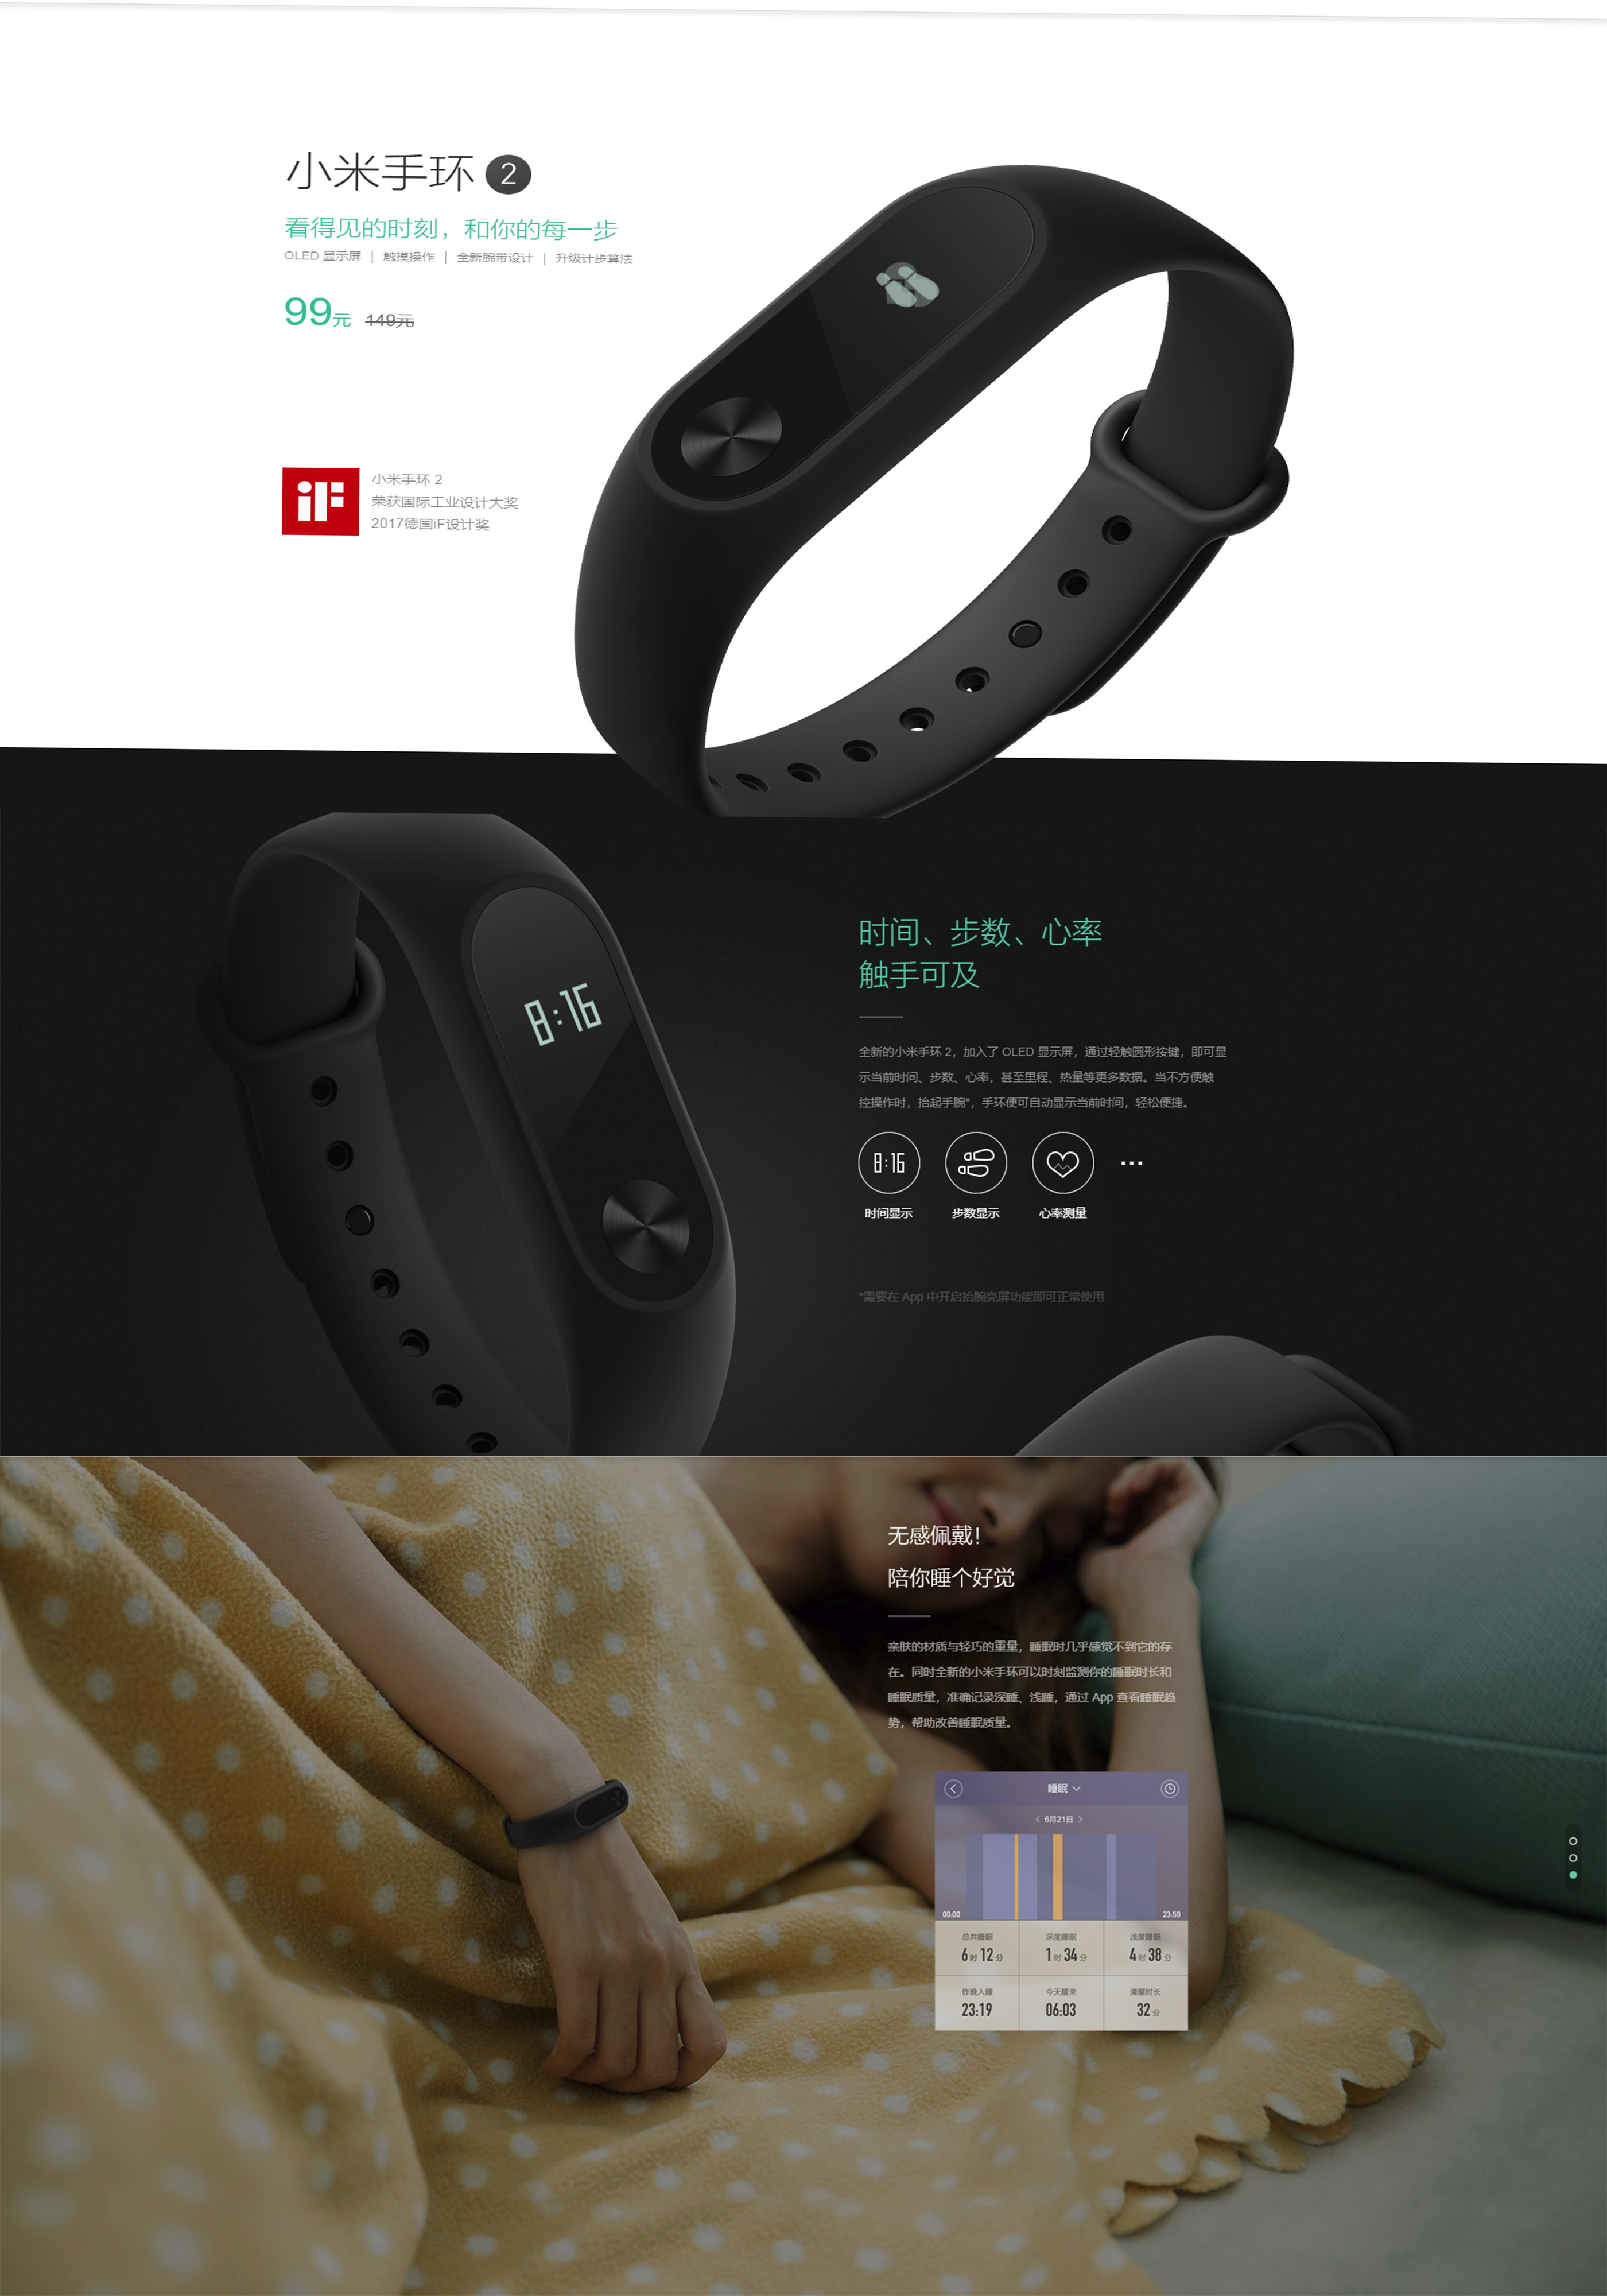 小米手环 2
看得见的时刻，和你的每一步
OLED 显示屏 | 触摸操作 | 全新腕带设计 | 升级计步算法
99元 149元
iF
小米手环 2
荣获国际工业设计大奖
2017德国iF设计奖
8:16
时间、步数、心率
触手可及
全新的小米手环 2，加入了 OLED 显示屏，通过轻触圆形按键，即可显
示当前时间、步数、心率，甚至里程、热量等更多数据。当不方便触
控操作时，抬起手腕*，手环便可自动显示当前时间，轻松便捷。
8:16
...
时间显示 步数显示 心率测量
*需要在 App 中开启抬腕亮屏功能即可正常使用
无感佩戴！
陪你睡个好觉
亲肤的材质与轻巧的重量，睡眠时几乎感觉不到它的存
在。同时全新的小米手环可以时刻监测你的睡眠时长和
睡眠质量，准确记录深睡、浅睡，通过 App 查看睡眠趋
势，帮助改善睡眠质量。
睡眠
6月21日
00.00 23:59
总共睡眠 深度睡眠 浅度睡眠
6时12分 1时34分 4时38分
昨晚入睡 今天醒来 清醒时长
23:19 06:03 32分